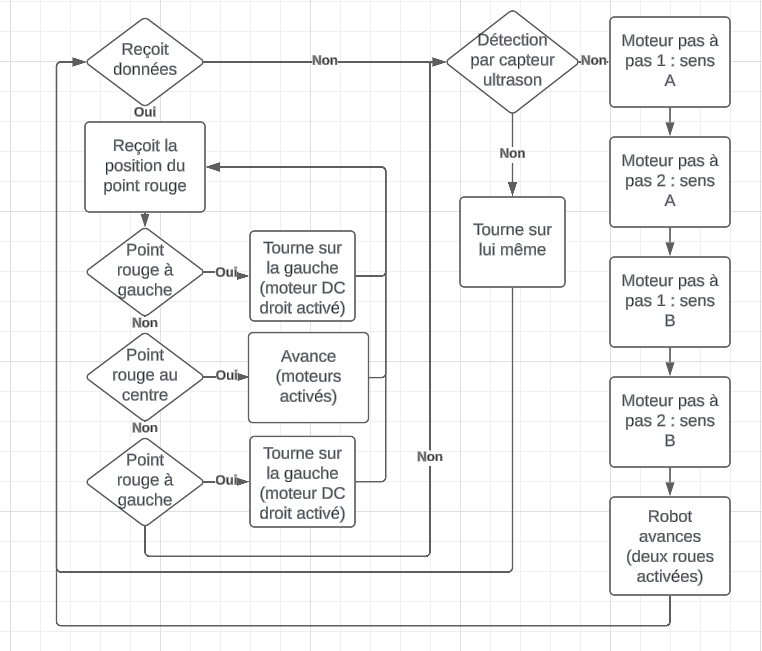 Reçoit
données
Non
Oui
Reçoit la
position du
point rouge
Point
rouge à
gauche
Oui
Tourne sur
la gauche
(moteur DC
droit activé)
Non
Point
rouge au
centre
Oui
Avance
(moteurs
activés)
Non
Point
rouge à
gauche
Oui
Tourne sur
la gauche
(moteur DC
droit activé)
Non
Détection
par capteur
ultrason
Non
Non
Tourne sur
lui même
Moteur pas à
pas 1 : sens
A
Moteur pas à
pas 2 : sens
A
Moteur pas à
pas 1 : sens
B
Moteur pas à
pas 2 : sens
B
Robot
avances
(deux roues
activées)